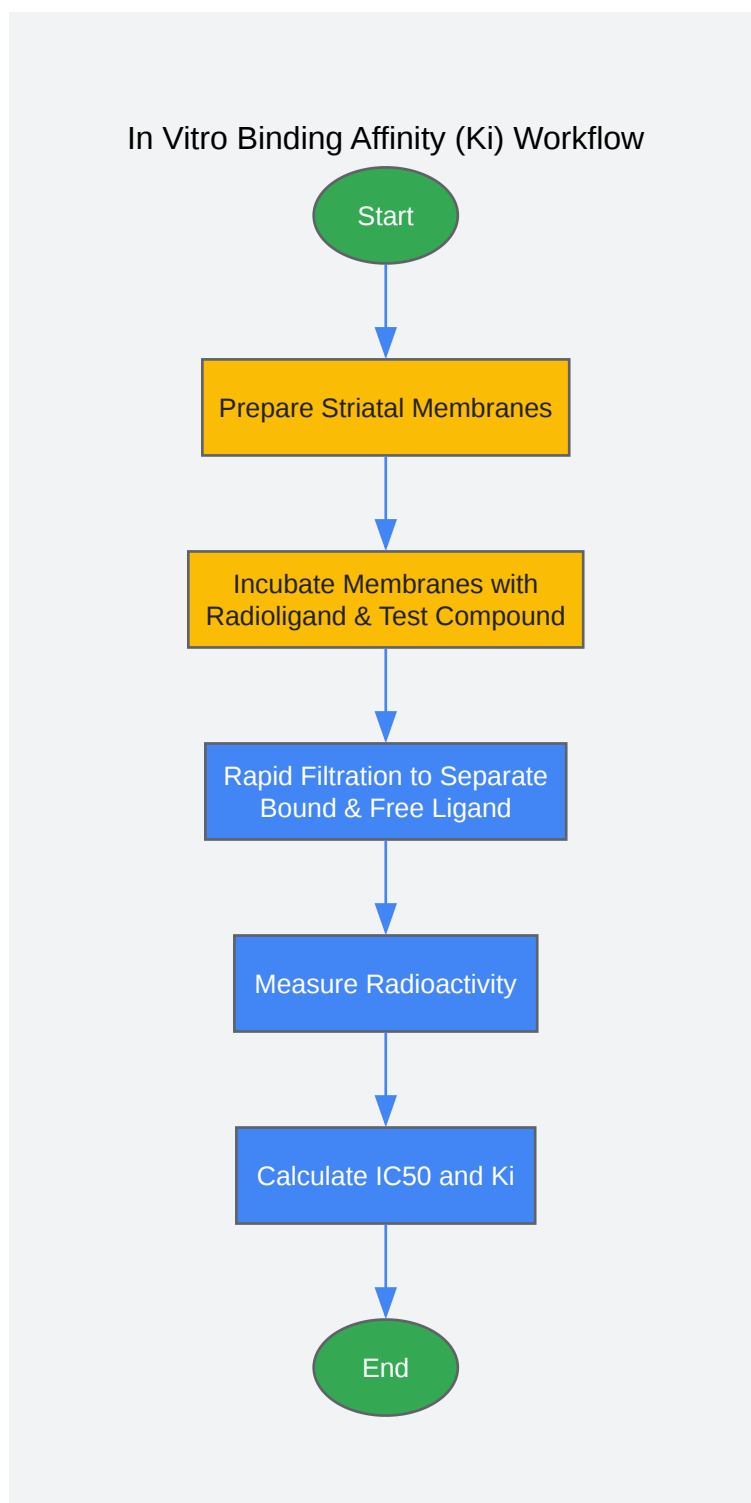 In Vitro Binding Affinity (Ki) Workflow
Start
Prepare Striatal Membranes
Incubate Membranes with
Radioligand & Test Compound
Rapid Filtration to Separate
Bound & Free Ligand
Measure Radioactivity
Calculate IC50 and Ki
End